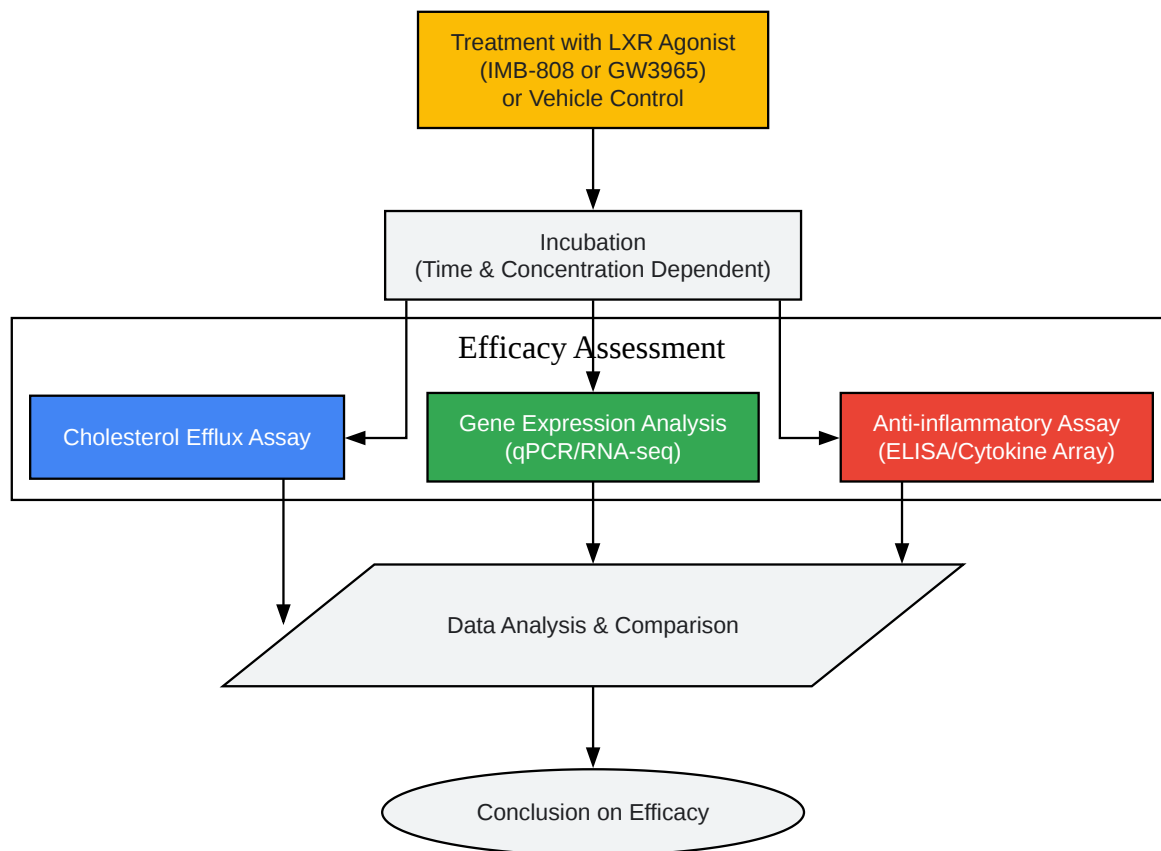 Treatment with LXR Agonist
(IMB-808 or GW3965)
or Vehicle Control
Incubation
(Time & Concentration Dependent)
Efficacy Assessment
Cholesterol Efflux Assay
Gene Expression Analysis
(qPCR/RNA-seq)
Anti-inflammatory Assay
(ELISA/Cytokine Array)
Data Analysis & Comparison
Conclusion on Efficacy